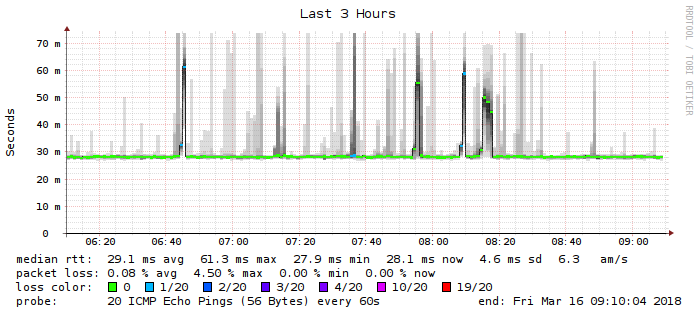 Last 3 Hours
RRDTOOL / TOBI OETIKER
Seconds
70 m
60 m
50 m
40 m
30 m
20 m
10 m
0
06:20 06:40 07:00 07:20 07:40 08:00 08:20 08:40 09:00
median rtt: 29.1 ms avg 61.3 ms max 27.9 ms min 28.1 ms now 4.6 ms sd 6.3 am/s
packet loss: 0.08 % avg 4.50 % max 0.00 % min 0.00 % now
loss color: 0 1/20 2/20 3/20 4/20 10/20 19/20
probe: 20 ICMP Echo Pings (56 Bytes) every 60s end: Fri Mar 16 09:10:04 2018